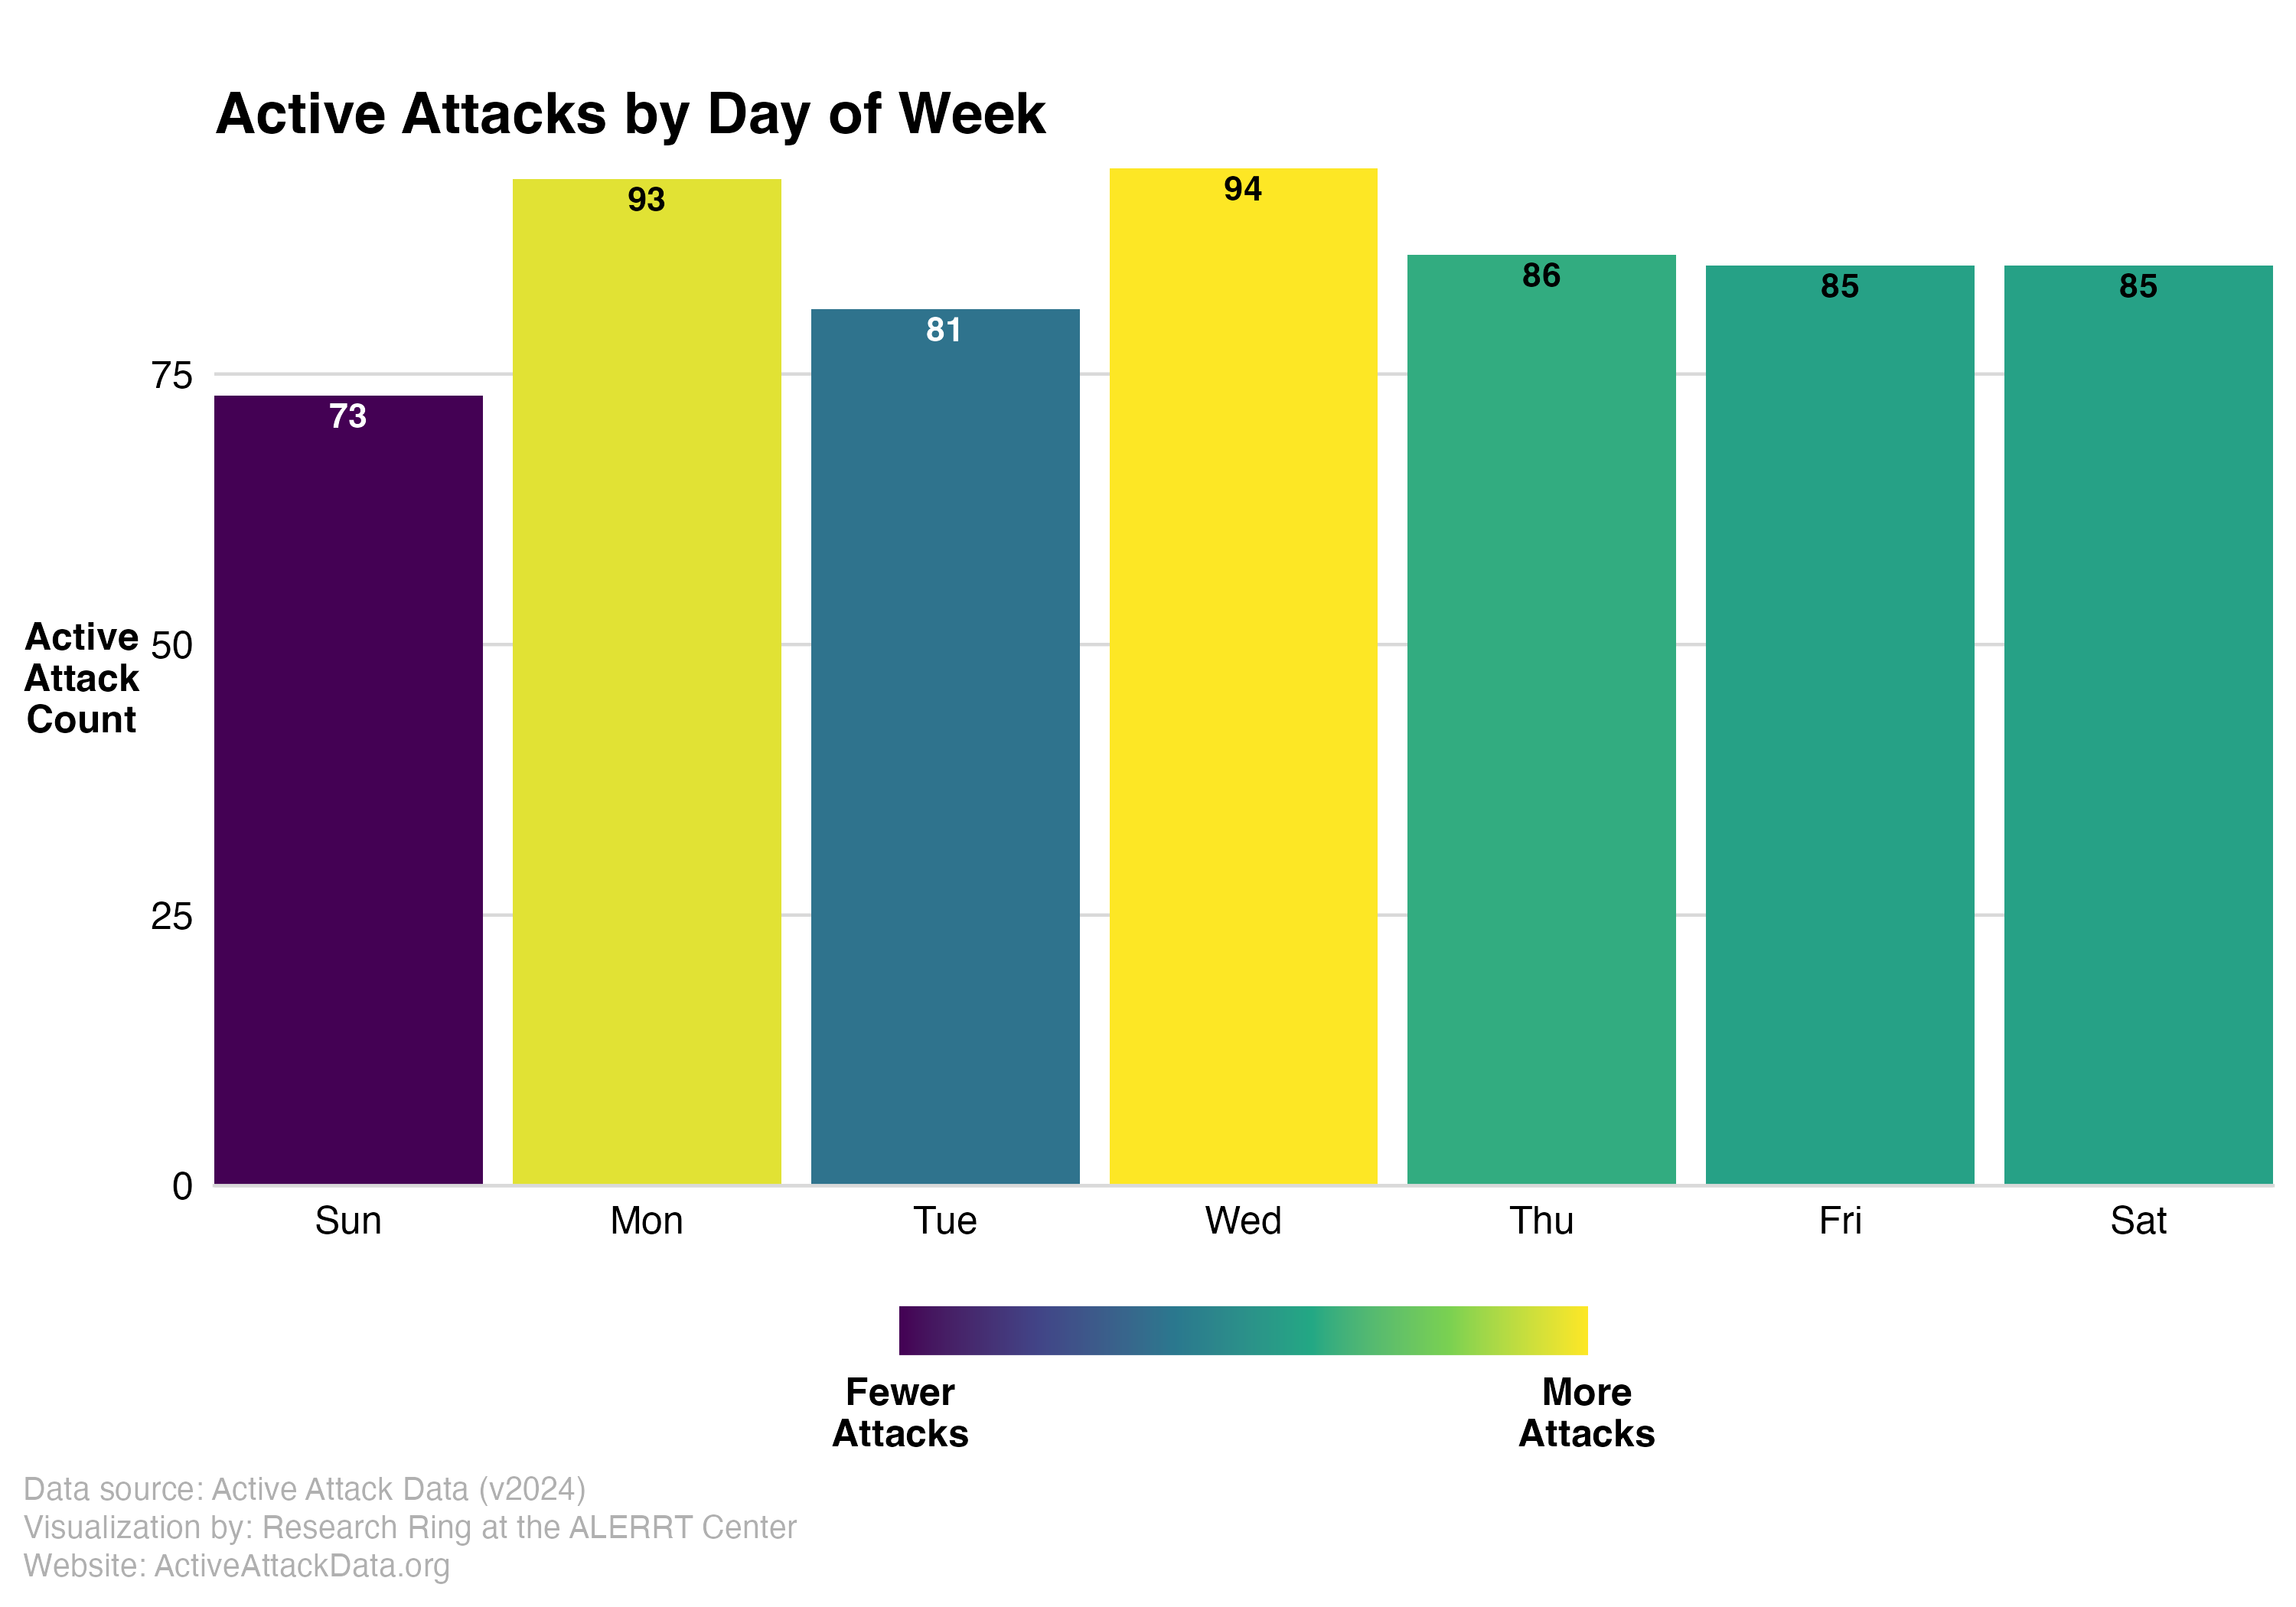 Active Attacks by Day of Week
93
94
86
85
85
81
75
73
Active
Attack
Count
50
25
0
Sun Mon Tue Wed Thu Fri Sat
Fewer
Attacks
More
Attacks
Data source: Active Attack Data (v2024)
Visualization by: Research Ring at the ALERRT Center
Website: ActiveAttackData.org